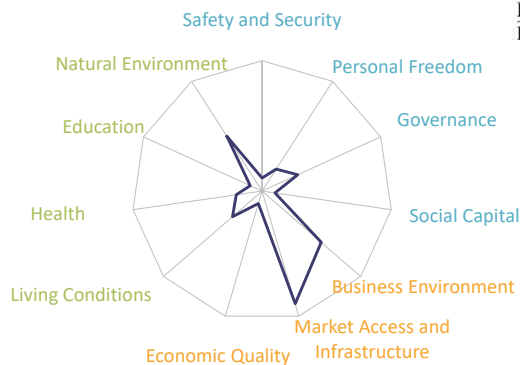 Safety and Security
Personal Freedom
Governance
Social Capital
Business Environment
Market Access and
Infrastructure
Economic Quality
Living Conditions
Health
Education
Natural Environment